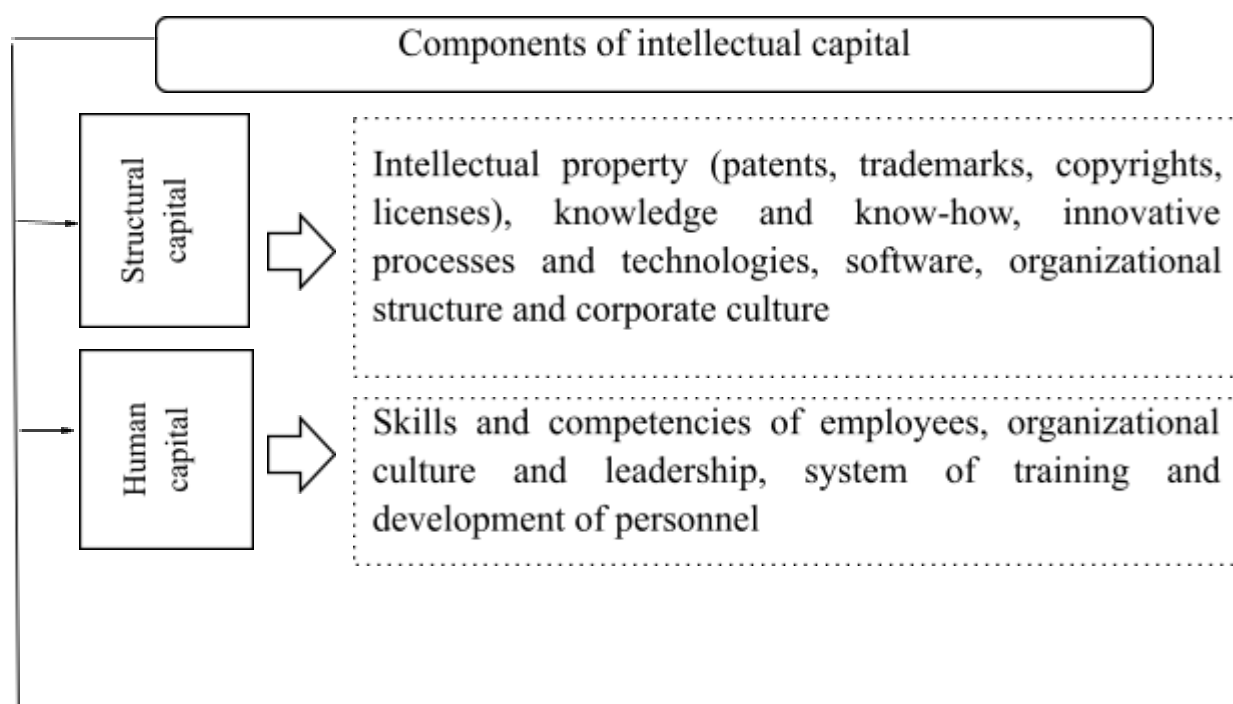 Components of intellectual capital
Structural
capital
Intellectual property (patents, trademarks, copyrights,
licenses), knowledge and know-how, innovative
processes and technologies, software, organizational
structure and corporate culture
Human
capital
Skills and competencies of employees, organizational
culture and leadership, system of training and
development of personnel